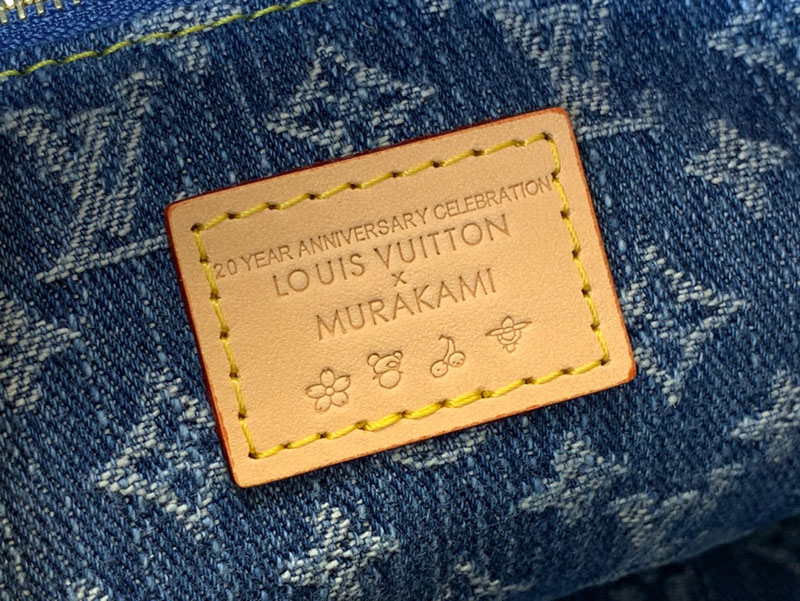 20 YEAR ANNIVERSARY CELEBRATION
LOUIS VUITTON
x
MURAKAMI